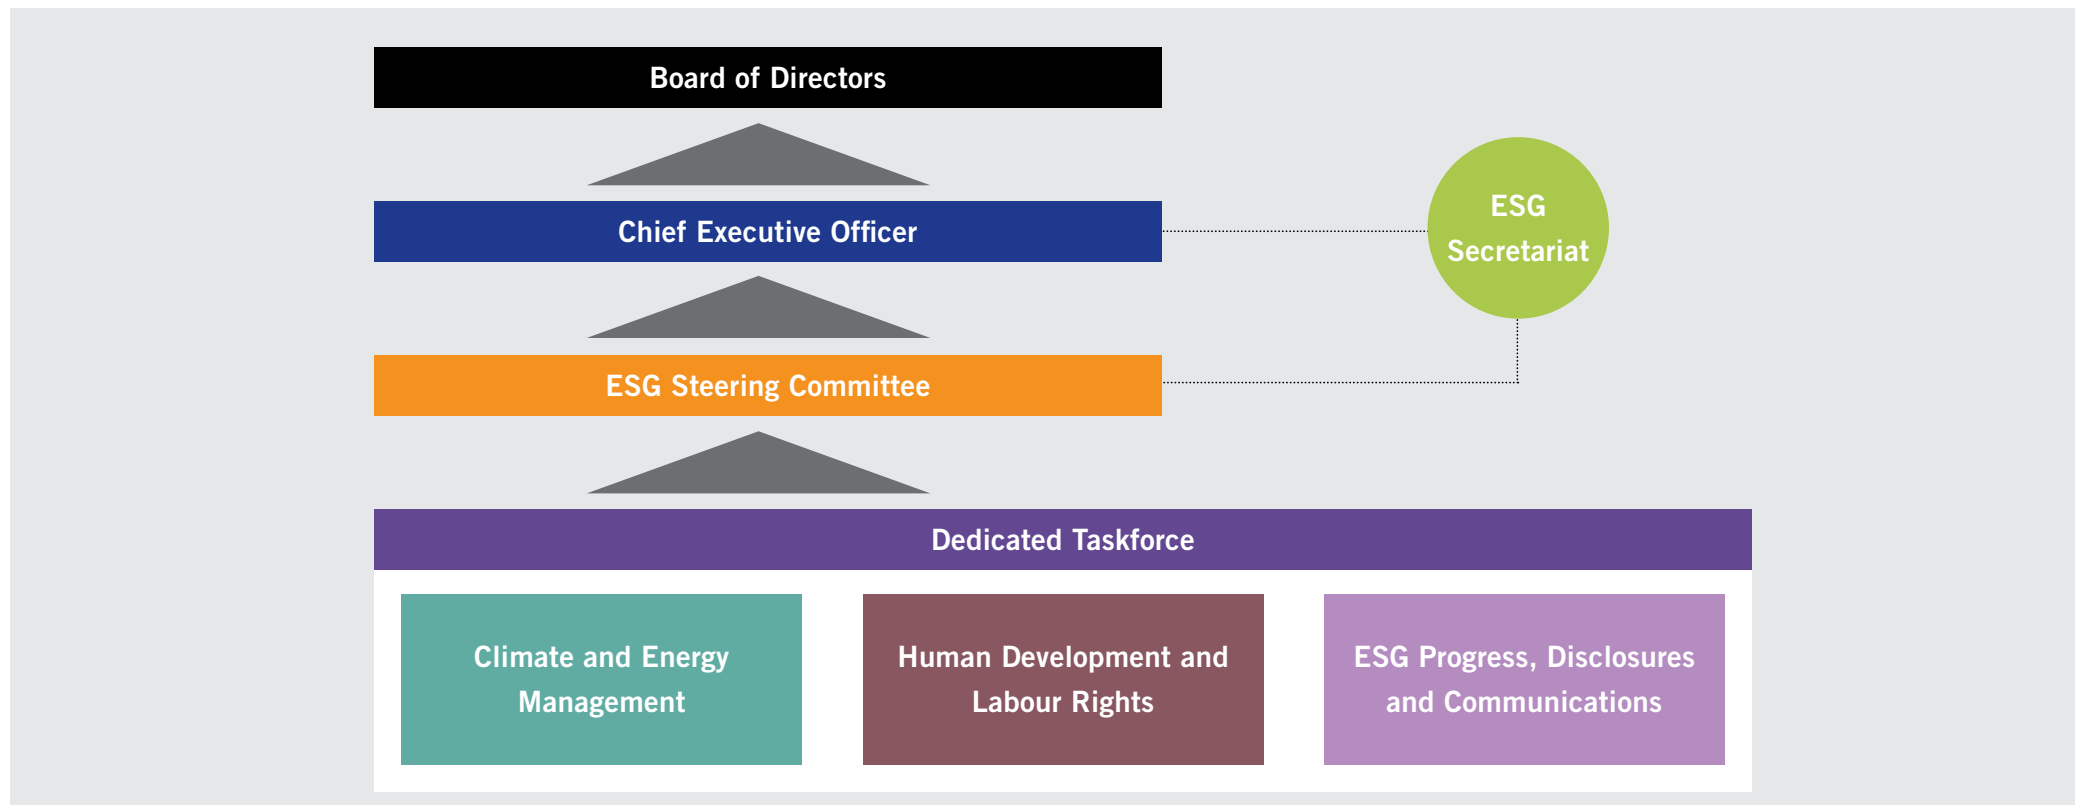 Board of Directors
Chief Executive Officer
ESG
Secretariat
ESG Steering Committee
Dedicated Taskforce
Climate and Energy
Management
Human Development and
Labour Rights
ESG Progress, Disclosures
and Communications